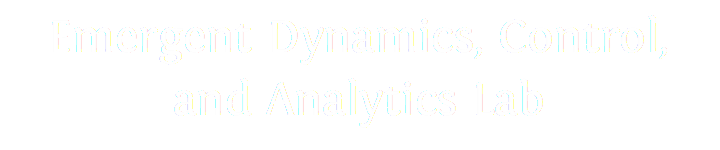 Emergent Dynamics, Control,
and Analytics Lab